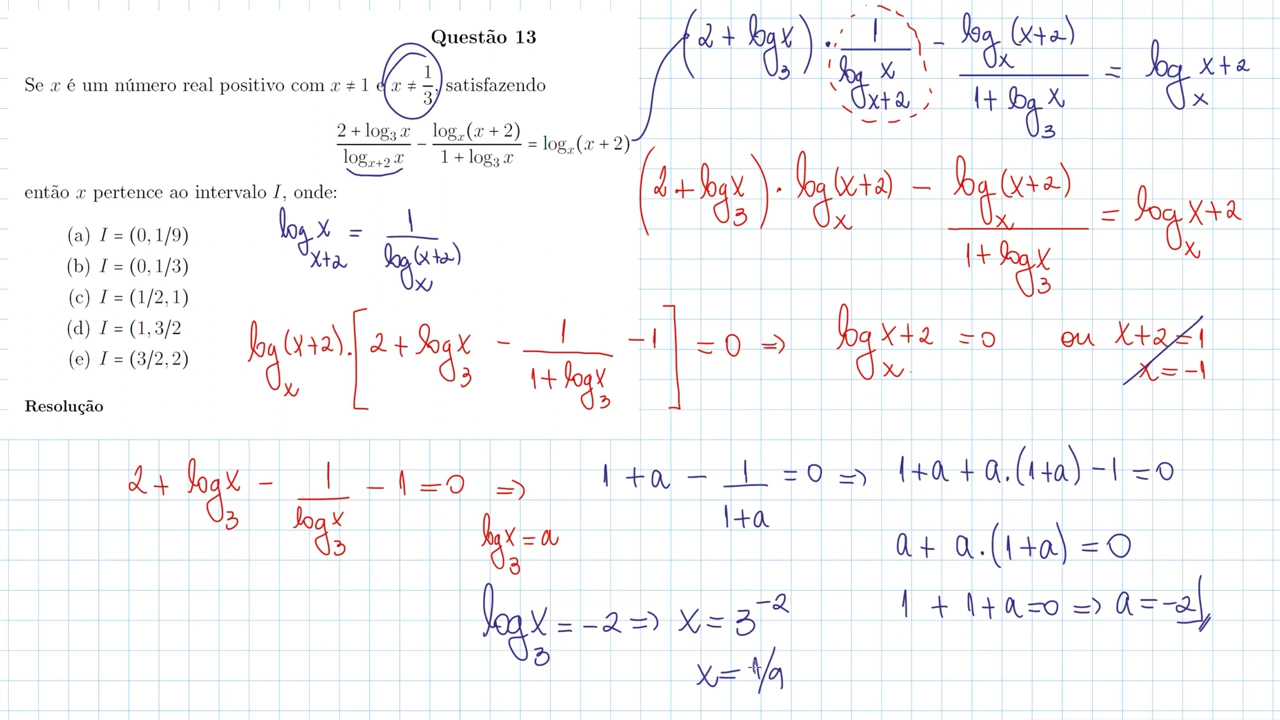 Questão 13
Se x é um número real positivo com x ≠ 1 e x ≠ 1/3, satisfazendo
(2 + log₃ x)/(log_{x+2} x) − (log_x(x + 2))/(1 + log₃ x) = log_x(x + 2)
então x pertence ao intervalo I, onde:
(a) I = (0, 1/9)
(b) I = (0, 1/3)
(c) I = (1/2, 1)
(d) I = (1, 3/2
(e) I = (3/2, 2)
Resolução
log_{x+2} x = 1/(log_x (x+2))
(2 + log₃ x) · 1/(log_{x+2} x) − (log_x (x+2))/(1 + log₃ x) = log_x x+2
(2 + log₃ x) · log_x (x+2) − (log_x (x+2))/(1 + log₃ x) = log_x x+2
log_x (x+2) · [2 + log₃ x − 1/(1 + log₃ x) − 1] = 0 ⇒ log_x x+2 = 0 ou x+2 = 1
x = −1
2 + log₃ x − 1/(log₃ x) − 1 = 0 ⇒
log₃ x = a
1 + a − 1/(1+a) = 0 ⇒ 1 + a + a.(1+a) − 1 = 0
a + a.(1+a) = 0
1 + 1 + a = 0 ⇒ a = −2
log₃ x = −2 ⇒ x = 3⁻²
x = 1/9